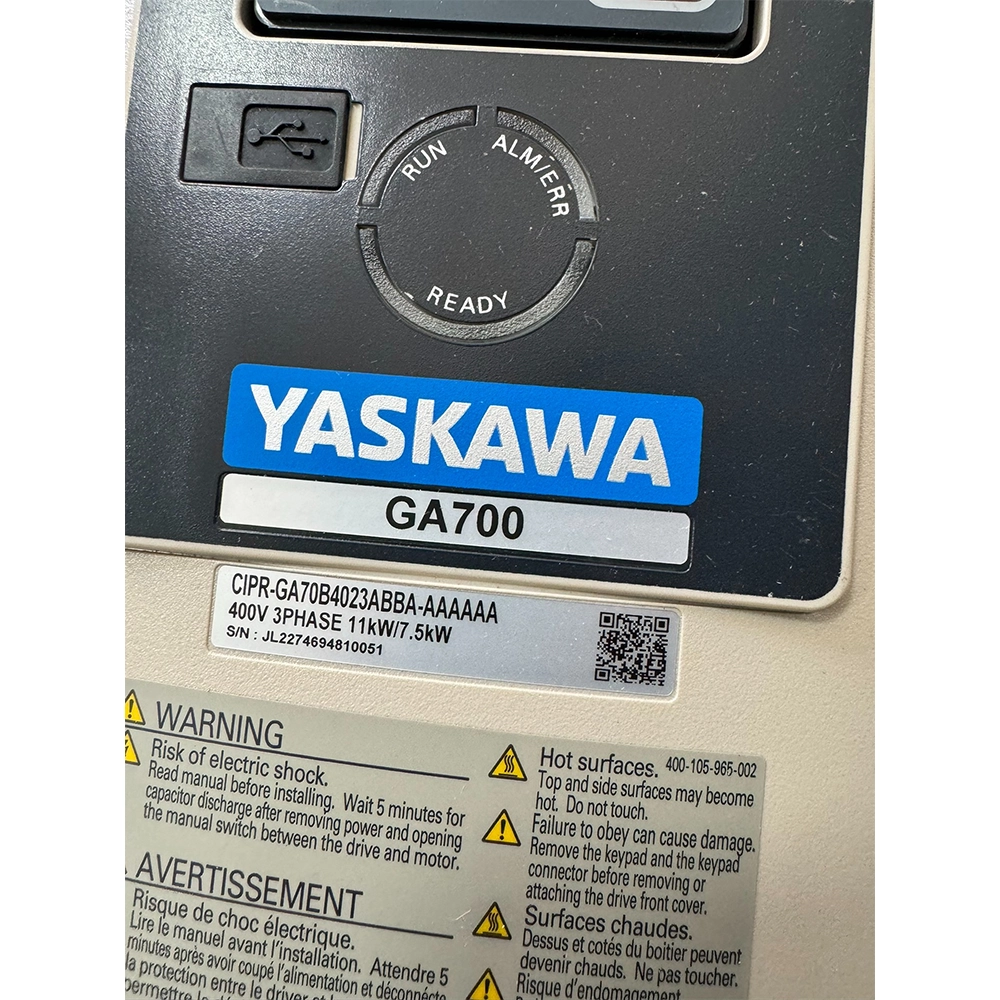 RUN
ALM/ERR
READY
YASKAWA
GA700
CIPR-GA70B4023ABBA-AAAAAA
400V 3PHASE 11kW/7.5kW
S/N : JL2274694810051
WARNING
Risk of electric shock.
Read manual before installing. Wait 5 minutes for
capacitor discharge after removing power and opening
the manual switch between the drive and motor.
AVERTISSEMENT
Risque de choc électrique.
Lire le manuel avant l'installation. Attendre 5
minutes après avoir coupé l'alimentation et déconnécte
la protection entre le driver et
permettre
Hot surfaces. 400-105-965-002
Top and side surfaces may become
hot. Do not touch.
Failure to obey can cause damage.
Remove the keypad and the keypad
connector before removing or
attaching the drive front cover.
Surfaces chaudes.
Dessus et cotés du boitier peuvent
devenir chauds. Ne pas toucher.
Risque d'endomagement.